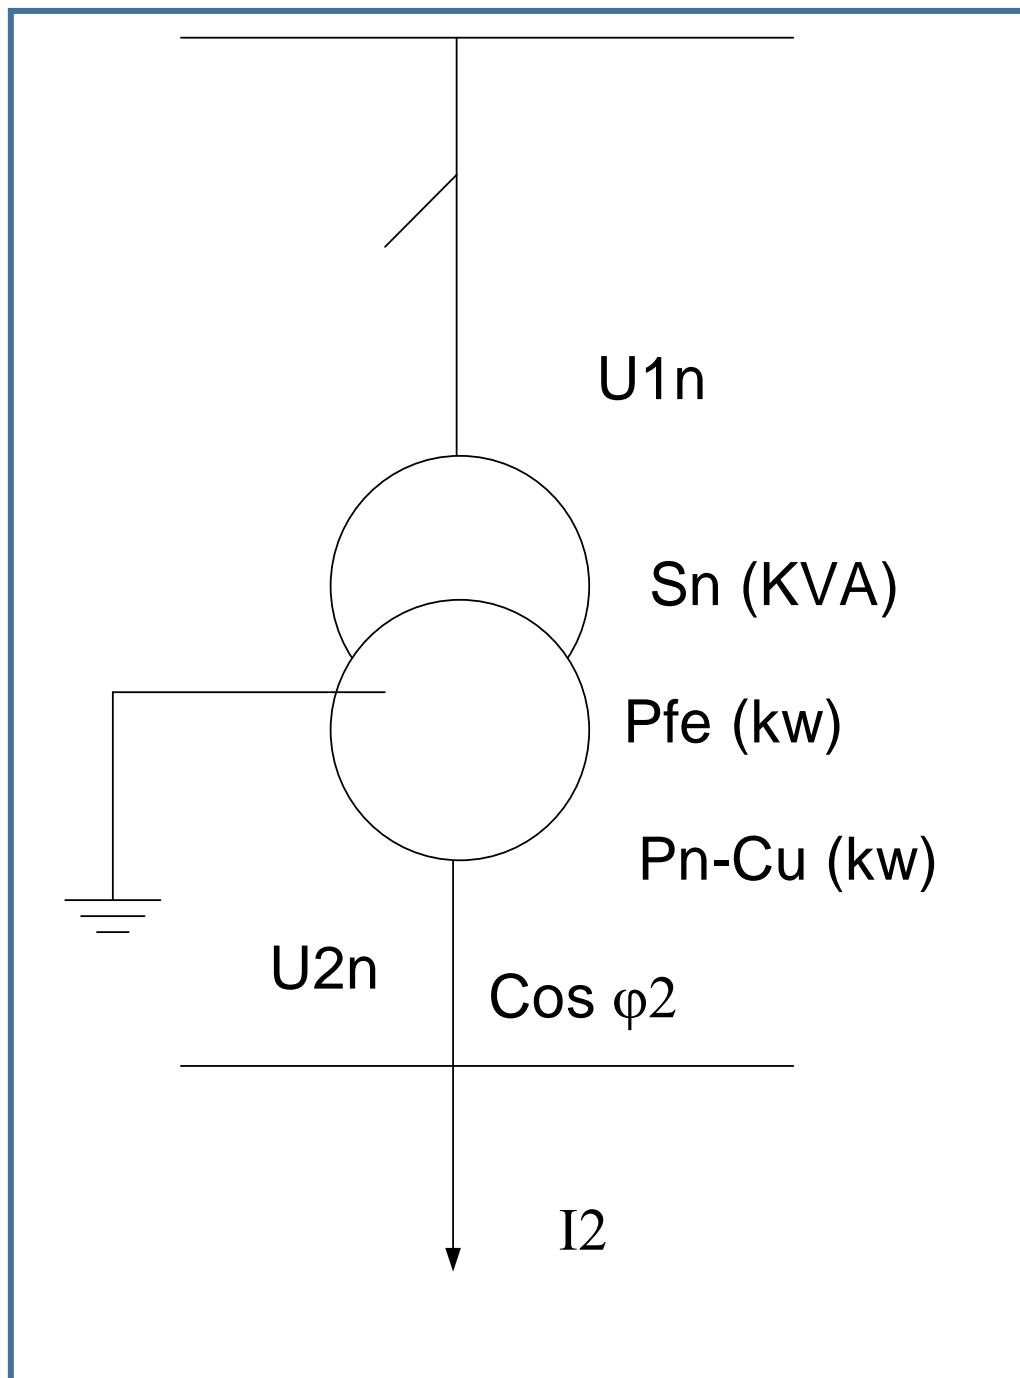 U1n
Sn (KVA)
Pfe (kw)
Pn-Cu (kw)
U2n
Cos φ2
I2